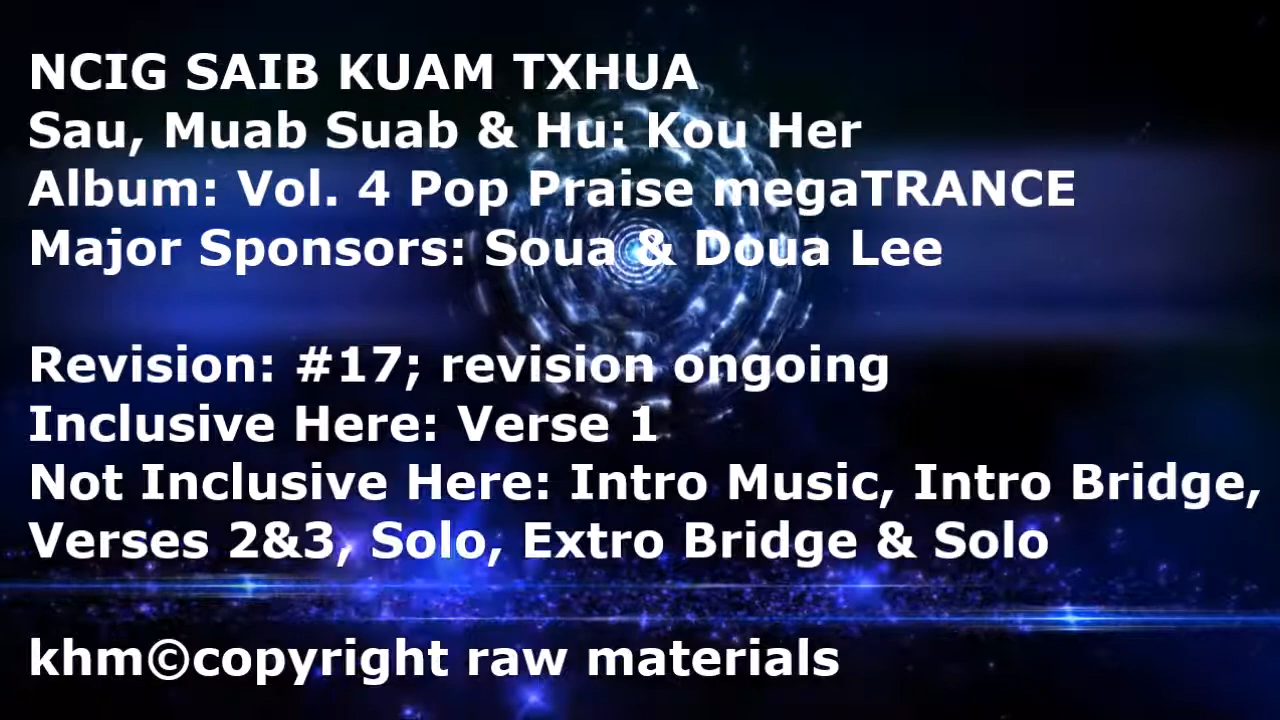 NCIG SAIB KUAM TXHUA
Sau, Muab Suab & Hu: Kou Her
Album: Vol. 4 Pop Praise megaTRANCE
Major Sponsors: Soua & Doua Lee
Revision: #17; revision ongoing
Inclusive Here: Verse 1
Not Inclusive Here: Intro Music, Intro Bridge,
Verses 2&3, Solo, Extro Bridge & Solo
khm©copyright raw materials